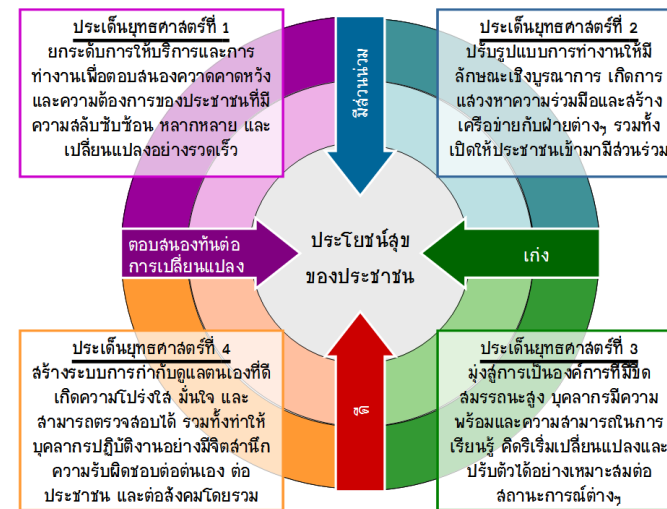 ประเด็นยุทธศาสตร์ที่ 1
ยกระดับการให้บริการและการ
ทำงานเพื่อตอบสนองควาดคาดหวัง
และความต้องการของประชาชนที่มี
ความสลับซับซ้อน หลากหลาย และ
เปลี่ยนแปลงอย่างรวดเร็ว
ประเด็นยุทธศาสตร์ที่ 2
ปรับรูปแบบการทำงานให้มี
ลักษณะเชิงบูรณาการ เกิดการ
แสวงหาความร่วมมือและสร้าง
เครือข่ายกับฝ่ายต่างๆ รวมทั้ง
เปิดให้ประชาชนเข้ามามีส่วนร่วม
มีส่วนร่วม
ตอบสนองทันต่อ
การเปลี่ยนแปลง
ประโยชน์สุข
ของประชาชน
เก่ง
ดี
ประเด็นยุทธศาสตร์ที่ 4
สร้างระบบการกำกับดูแลตนเองที่ดี
เกิดความโปร่งใส มั่นใจ และ
สามารถตรวจสอบได้ รวมทั้งทำให้
บุคลากรปฏิบัติงานอย่างมีจิตสำนึก
ความรับผิดชอบต่อตนเอง ต่อ
ประชาชน และต่อสังคมโดยรวม
ประเด็นยุทธศาสตร์ที่ 3
มุ่งสู่การเป็นองค์การที่มีขีด
สมรรถนะสูง บุคลากรมีความ
พร้อมและความสามารถในการ
เรียนรู้ คิดริเริ่มเปลี่ยนแปลงและ
ปรับตัวได้อย่างเหมาะสมต่อ
สถานะการณ์ต่างๆ